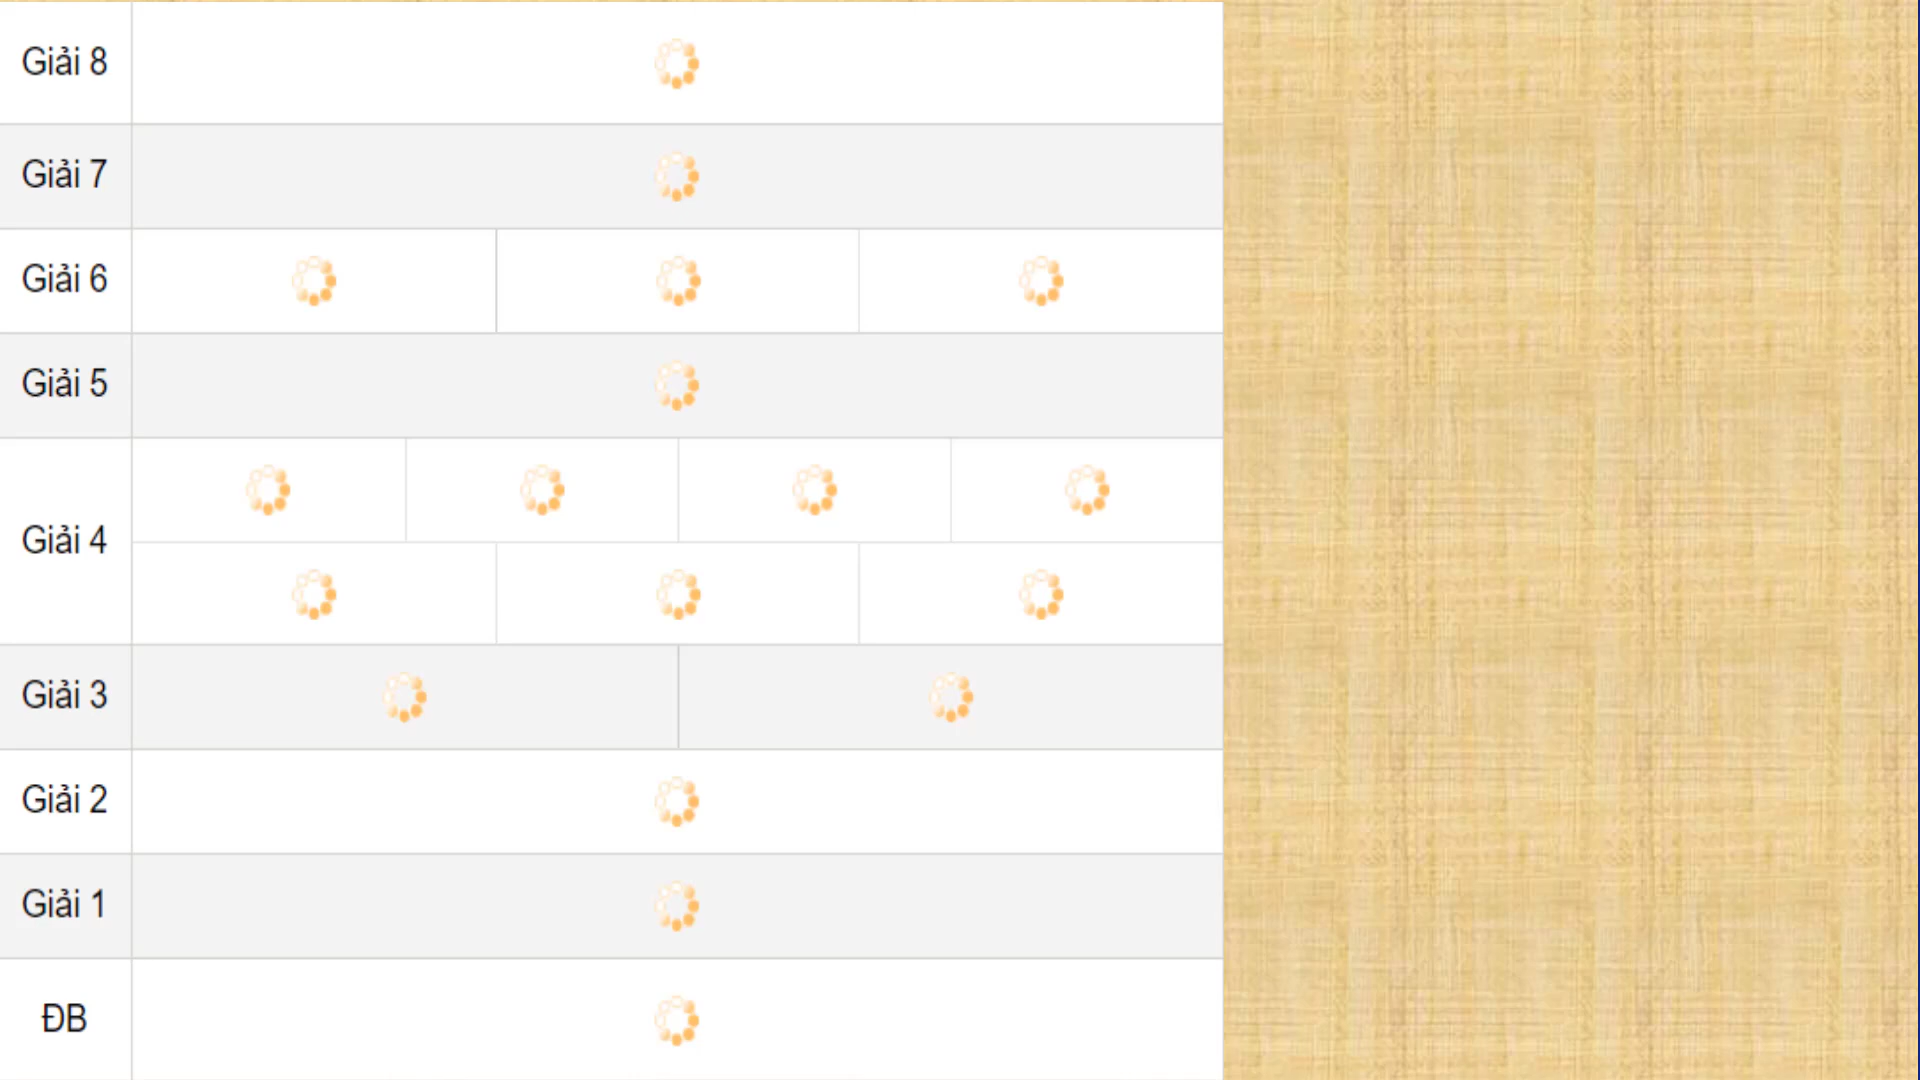 Giải 8
Giải 7
Giải 6
Giải 5
Giải 4
Giải 3
Giải 2
Giải 1
ĐB